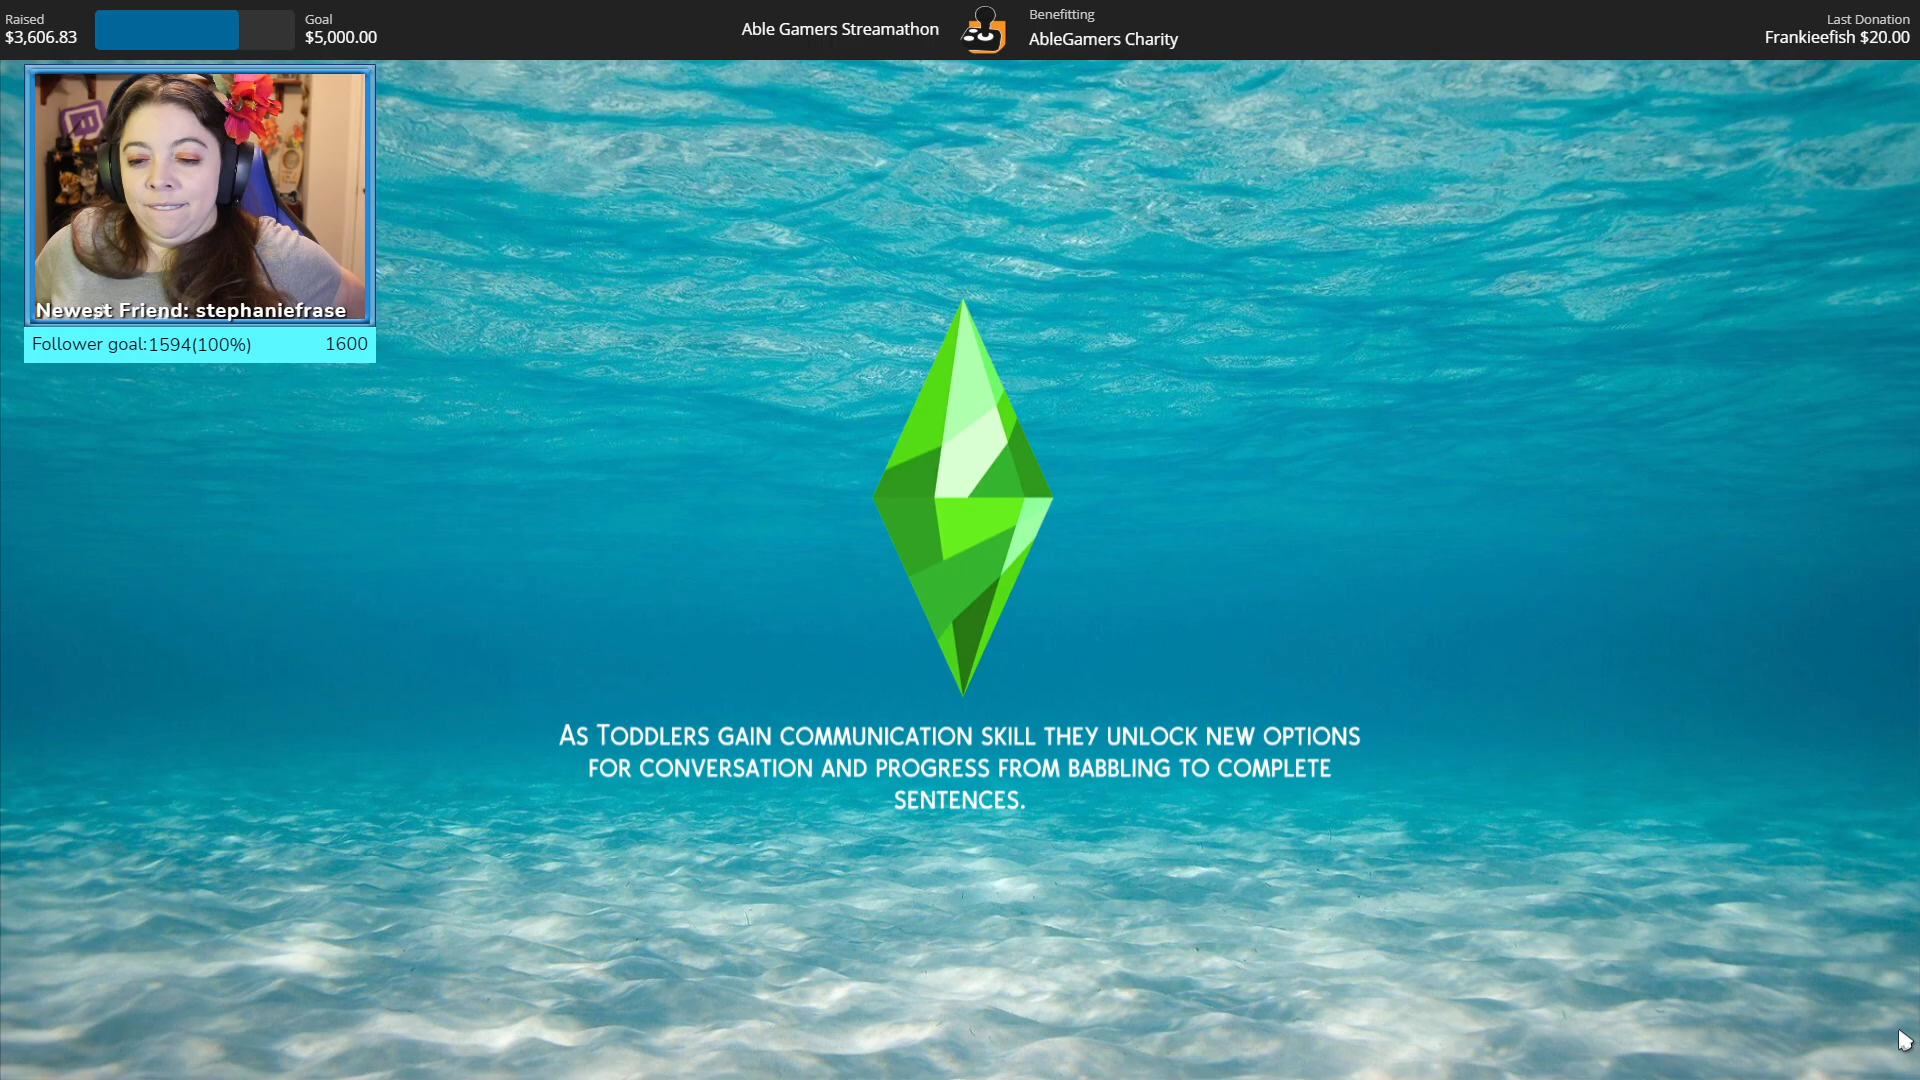 Raised
$3,606.83
Goal
$5,000.00
Able Gamers Streamathon
Benefitting
AbleGamers Charity
Last Donation
Frankieefish $20.00
Newest Friend: stephaniefrase
Follower goal:1594(100%) 1600
AS TODDLERS GAIN COMMUNICATION SKILL THEY UNLOCK NEW OPTIONS
FOR CONVERSATION AND PROGRESS FROM BABBLING TO COMPLETE
SENTENCES.